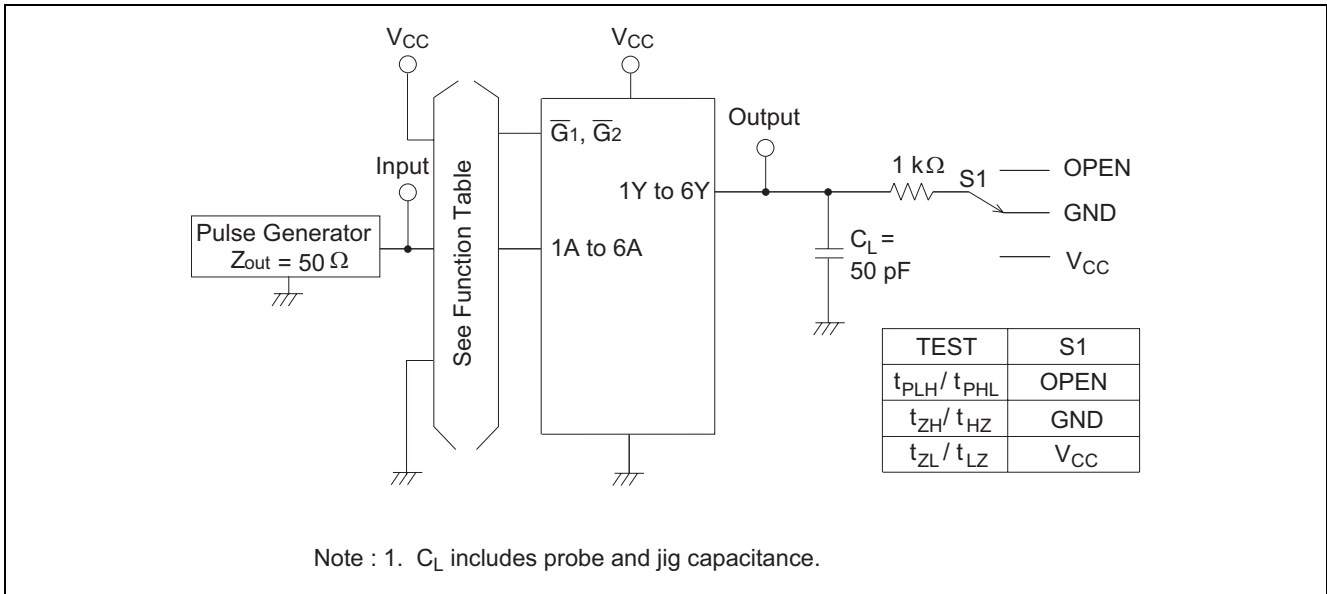 VCC
VCC
Output
Input
G1, G2
1 kΩ
S1
OPEN
GND
VCC
1Y to 6Y
Pulse Generator
Zout = 50 Ω
See Function Table
1A to 6A
CL =
50 pF
TEST S1
tPLH / tPHL OPEN
tZH / tHZ GND
tZL / tLZ VCC
Note : 1. CL includes probe and jig capacitance.